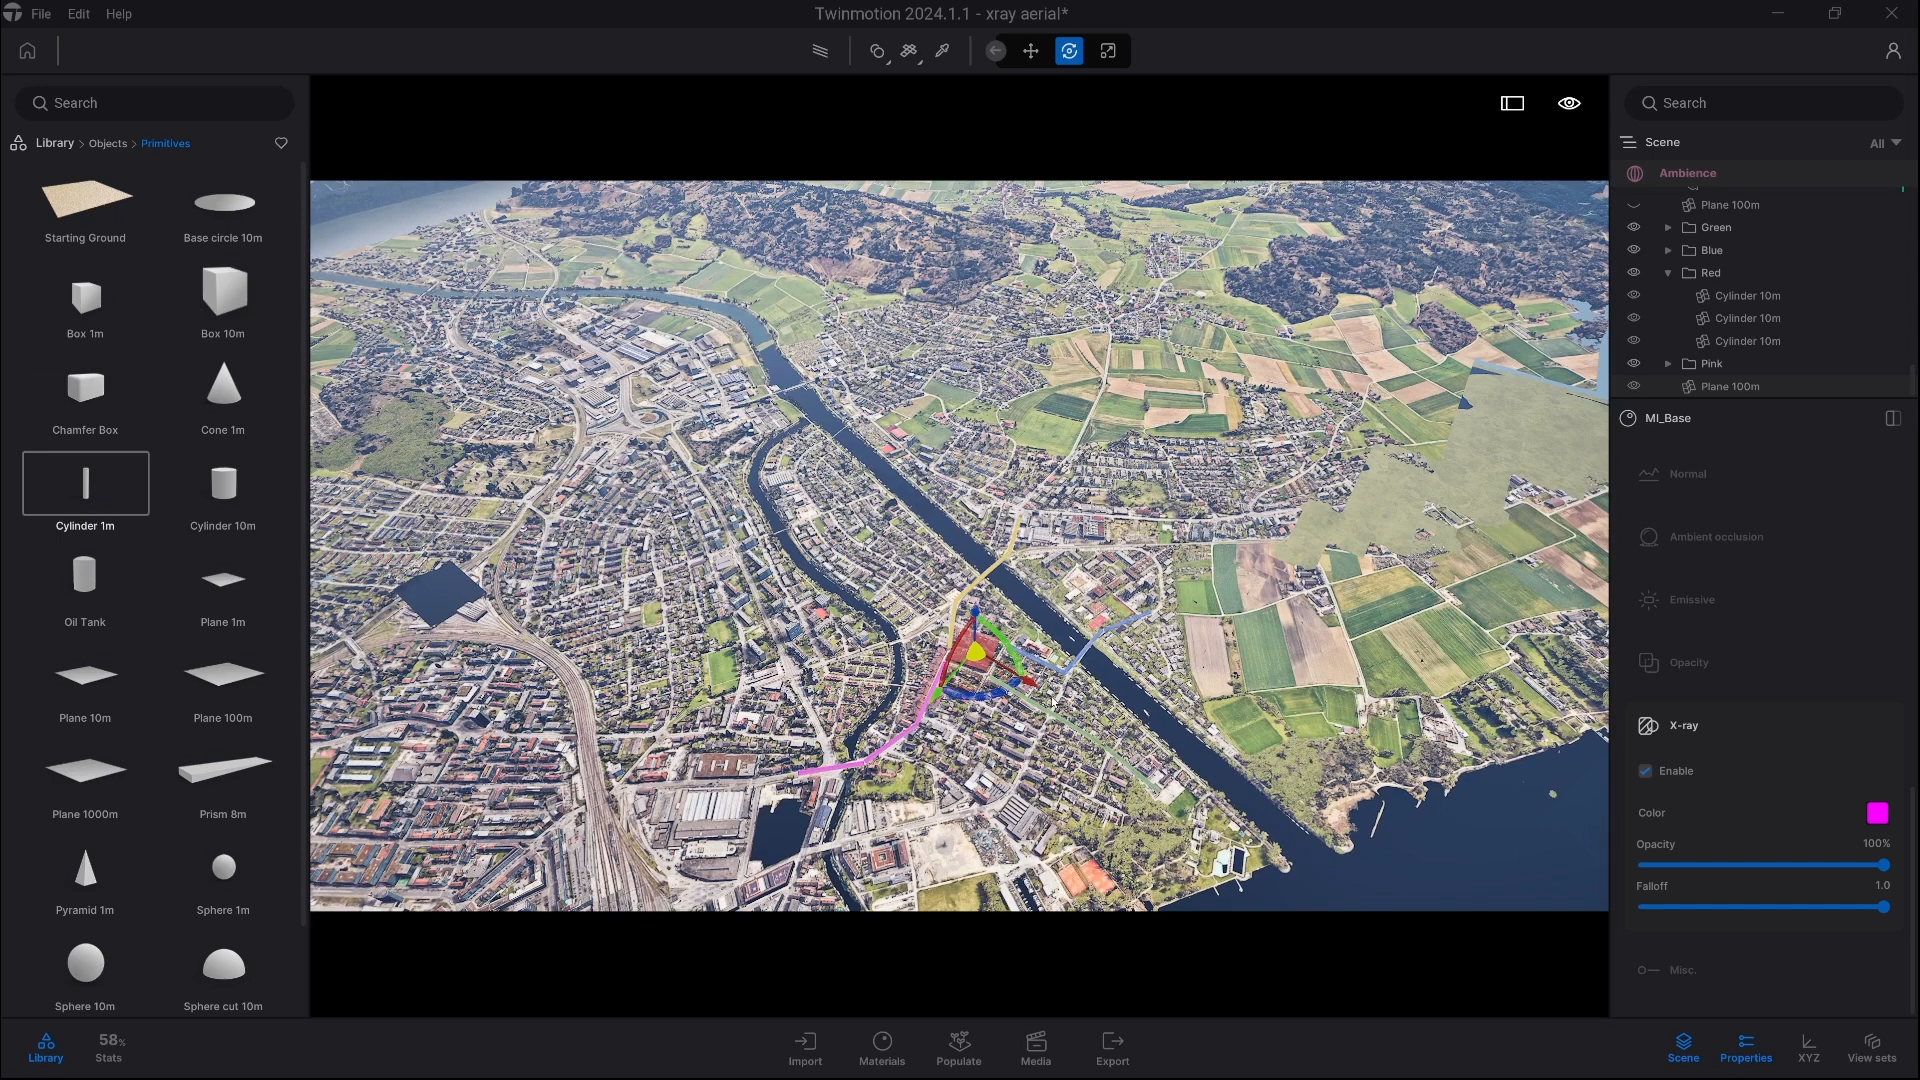 File Edit Help
Twinmotion 2024.1.1 - xray aerial*
Search
Library > Objects > Primitives
Starting Ground
Base circle 10m
Box 1m
Box 10m
Chamfer Box
Cone 1m
Cylinder 1m
Cylinder 10m
Oil Tank
Plane 1m
Plane 10m
Plane 100m
Plane 1000m
Prism 8m
Pyramid 1m
Sphere 1m
Sphere 10m
Sphere cut 10m
Search
Scene
All
Ambience
Plane 100m
Green
Blue
Red
Cylinder 10m
Cylinder 10m
Cylinder 10m
Pink
Plane 100m
MI_Base
Normal
Ambient occlusion
Emissive
Opacity
X-ray
Enable
Color
Opacity 100%
Falloff 1.0
Misc.
Library
58%
Stats
Import
Materials
Populate
Media
Export
Scene
Properties
XYZ
View sets